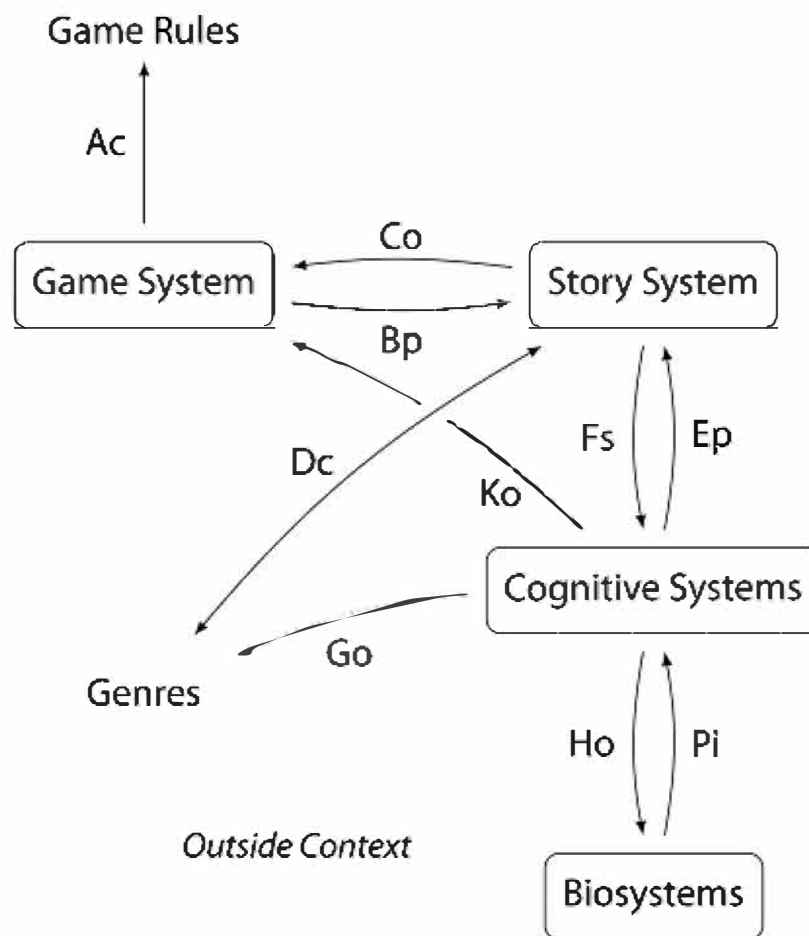 Game Rules
Ac
Co
Game System
Story System
Bp
Fs
Ep
Dc
Ko
Cognitive Systems
Go
Genres
Ho
Pi
Outside Context
Biosystems